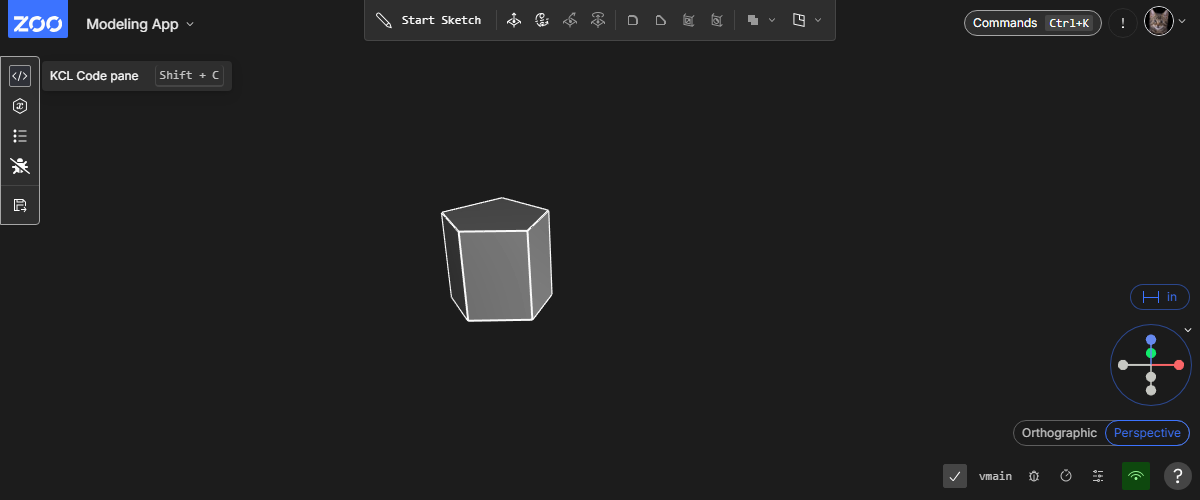 ZOO
Modeling App
Start Sketch
Commands Ctrl+K
!
KCL Code pane Shift + C
x
in
Orthographic Perspective
vmain
?